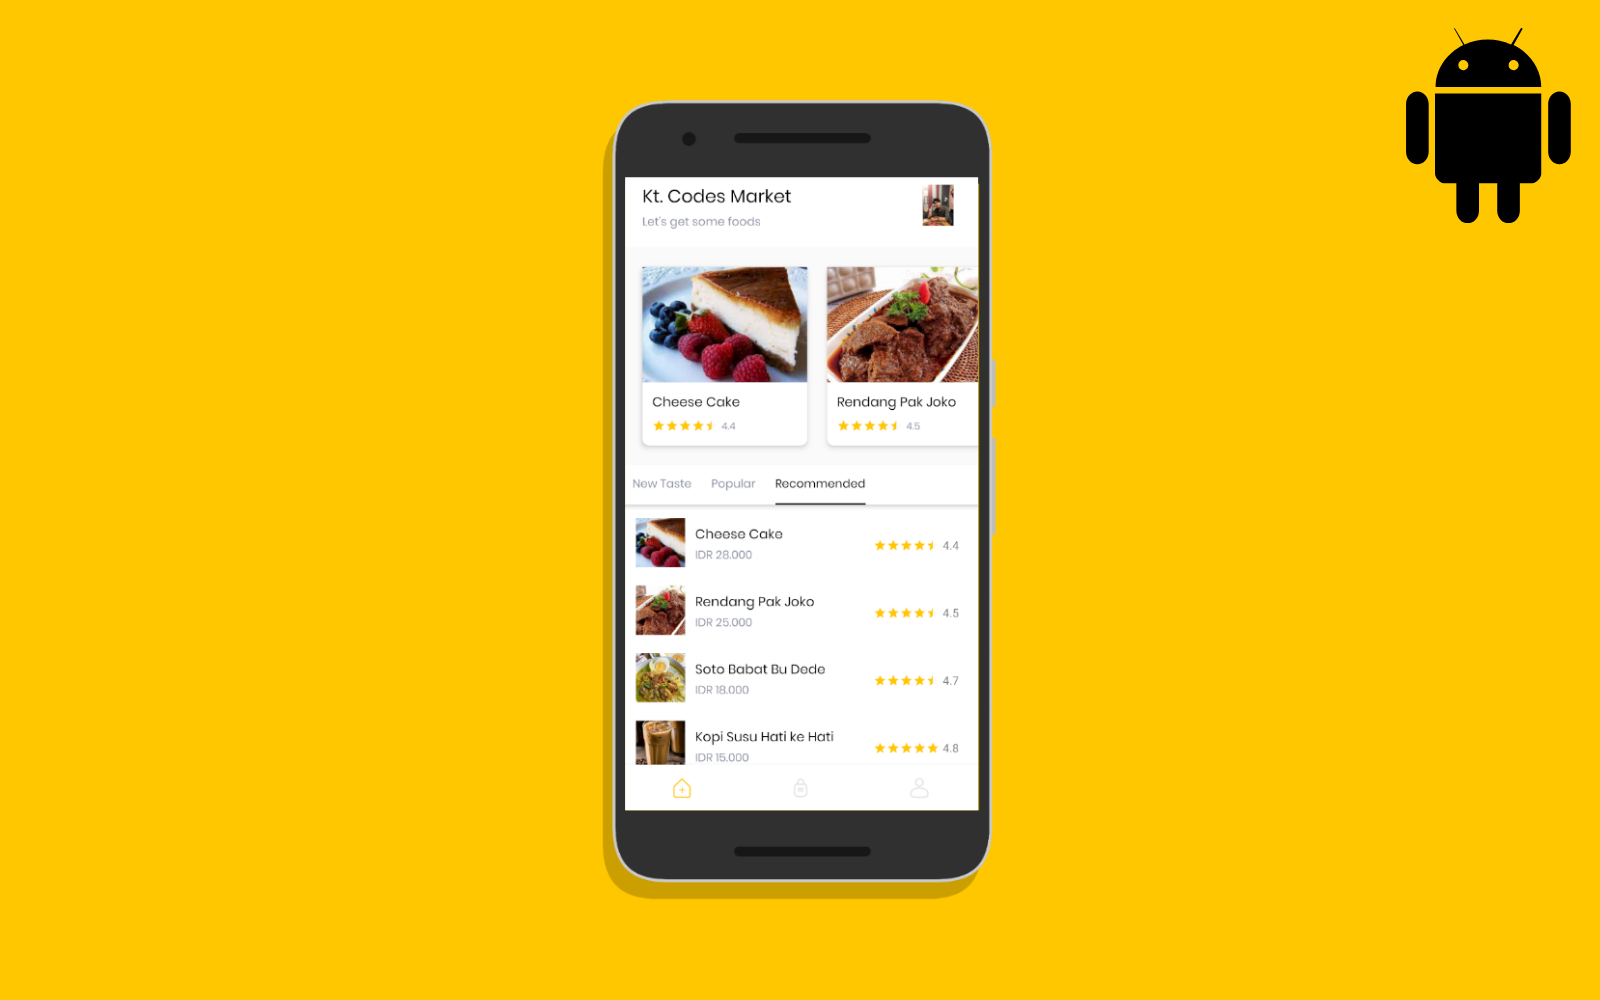 Kt. Codes Market
Let's get some foods
Cheese Cake
4.4
Rendang Pak Joko
4.5
New Taste Popular Recommended
Cheese Cake
IDR 28.000
4.4
Rendang Pak Joko
IDR 25.000
4.5
Soto Babat Bu Dede
IDR 18.000
4.7
Kopi Susu Hati ke Hati
IDR 15.000
4.8